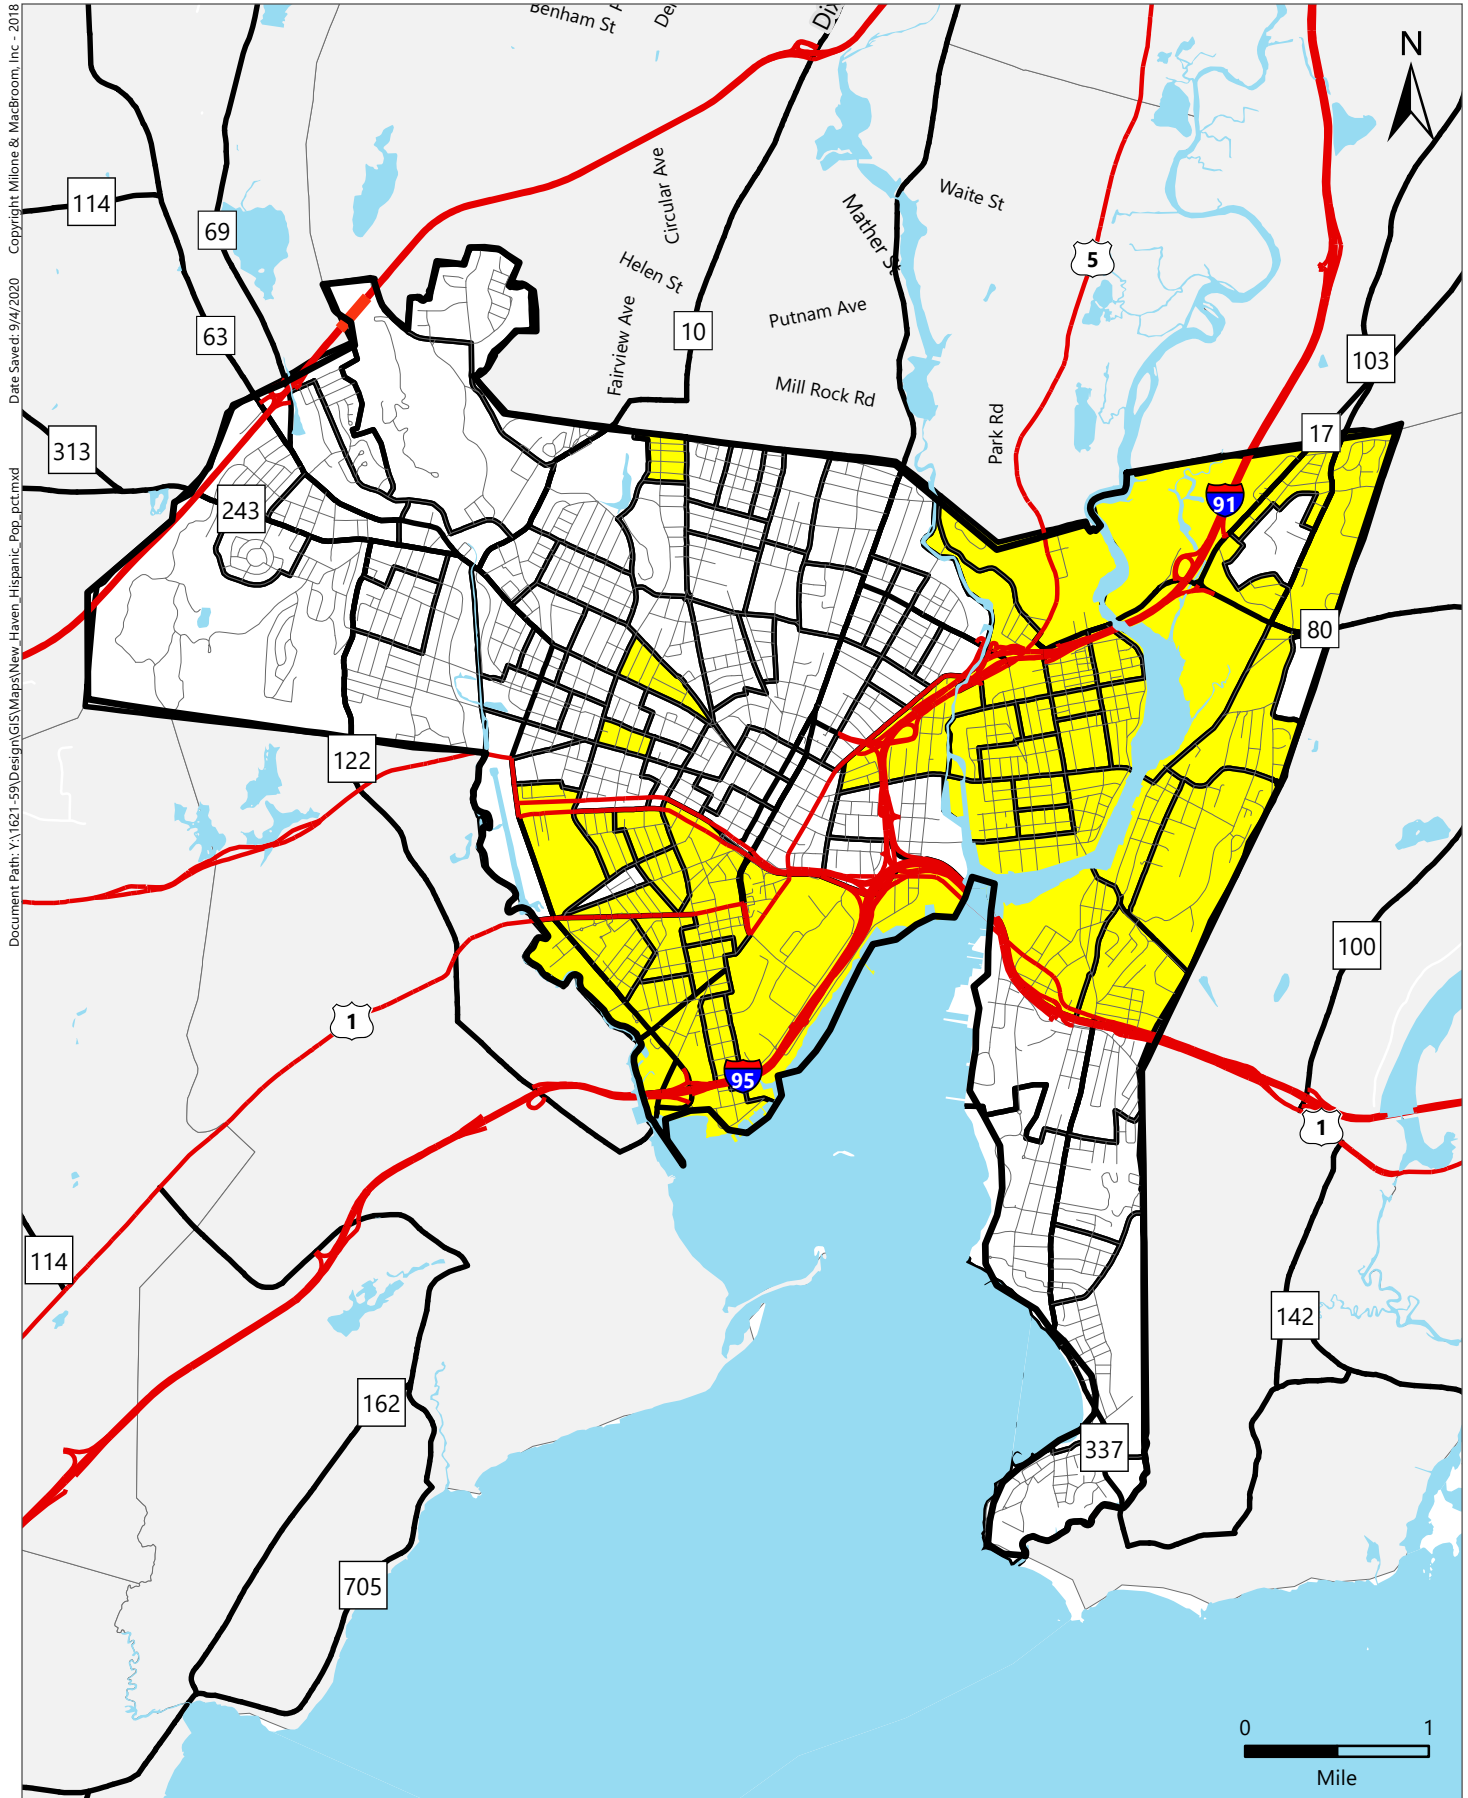 Copyright Milone & MacBroom, Inc - 2018
Date Saved: 9/4/2020
Document Path: Y:\1621-59\Design\GIS\Maps\New_Haven_Hispanic_Pop_pct.mxd
Benham St
N
114
69
Circular Ave
Waite St
Mather St
5
Helen St
63
Putnam Ave
10
Fairview Ave
103
Mill Rock Rd
Park Rd
17
313
91
243
80
122
100
1
95
1
114
142
162
337
705
0 1
Mile